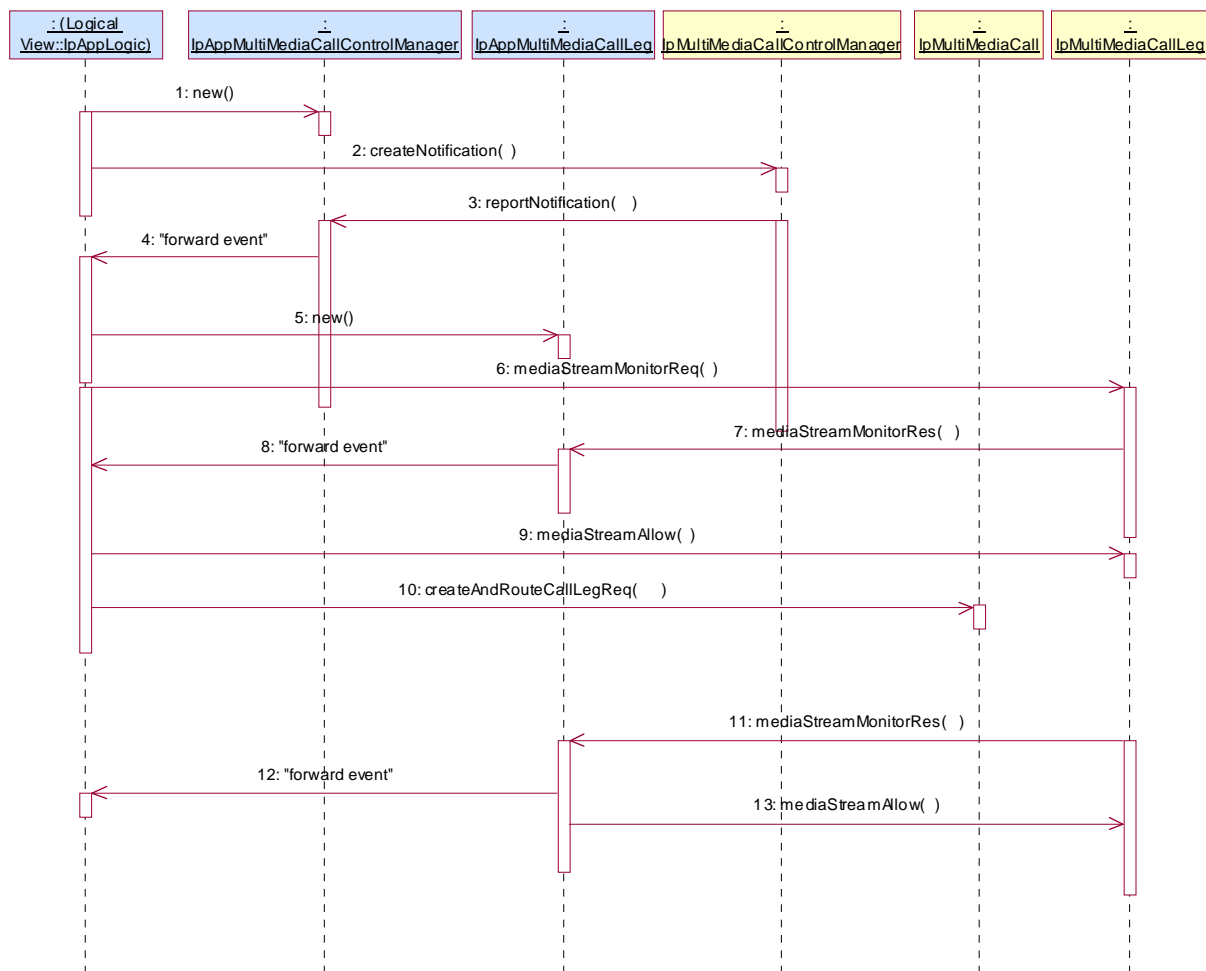 : (Logical
View::IpAppLogic)
:
IpAppMultiMediaCallControlManager
:
IpAppMultiMediaCallLeg
:
IpMultiMediaCallControlManager
:
IpMultiMediaCall
:
IpMultiMediaCallLeg
1: new()
2: createNotification( )
3: reportNotification( )
4: "forward event"
5: new()
6: mediaStreamMonitorReq( )
7: mediaStreamMonitorRes( )
8: "forward event"
9: mediaStreamAllow( )
10: createAndRouteCallLegReq( )
11: mediaStreamMonitorRes( )
12: "forward event"
13: mediaStreamAllow( )